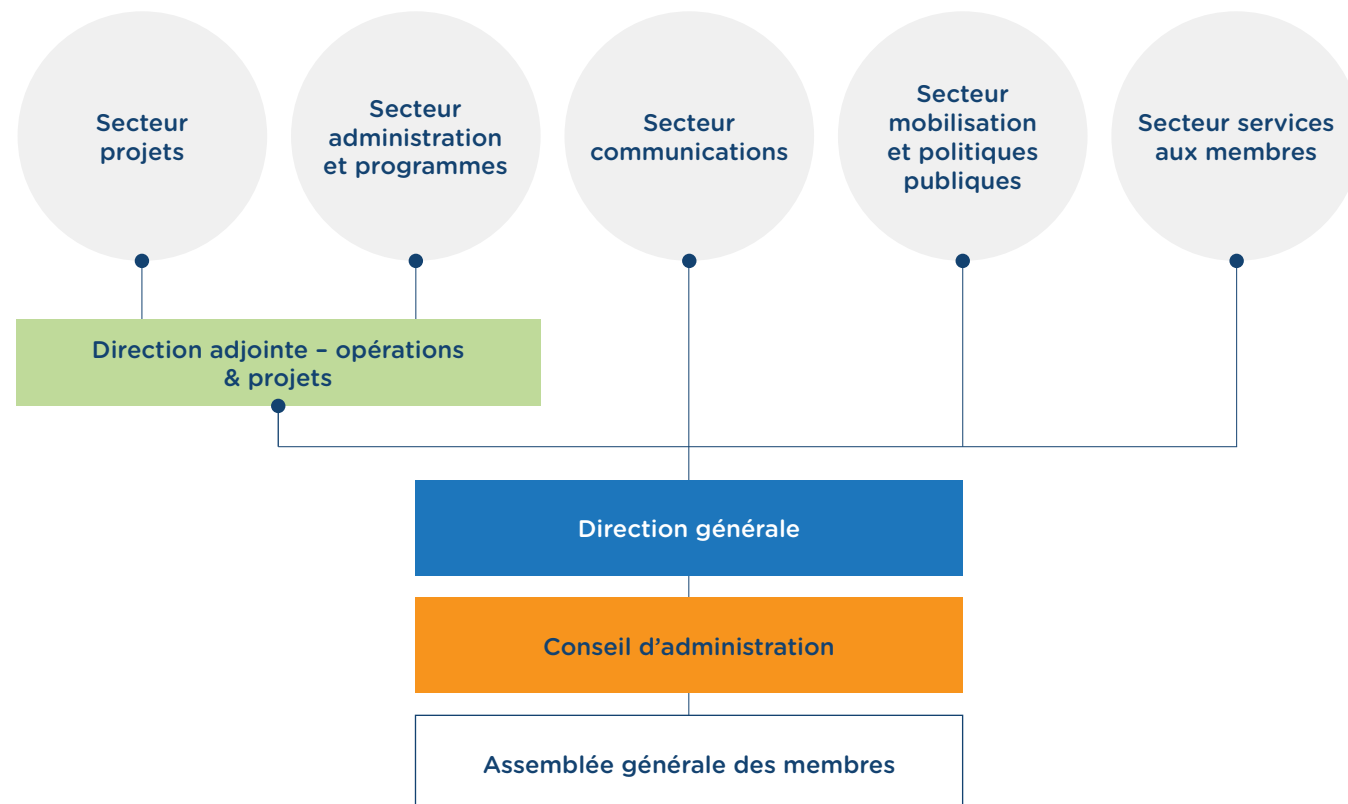 Secteur
projets
Secteur
administration
et programmes
Secteur
communications
Secteur
mobilisation
et politiques
publiques
Secteur services
aux membres
Direction adjointe – opérations
& projets
Direction générale
Conseil d’administration
Assemblée générale des membres